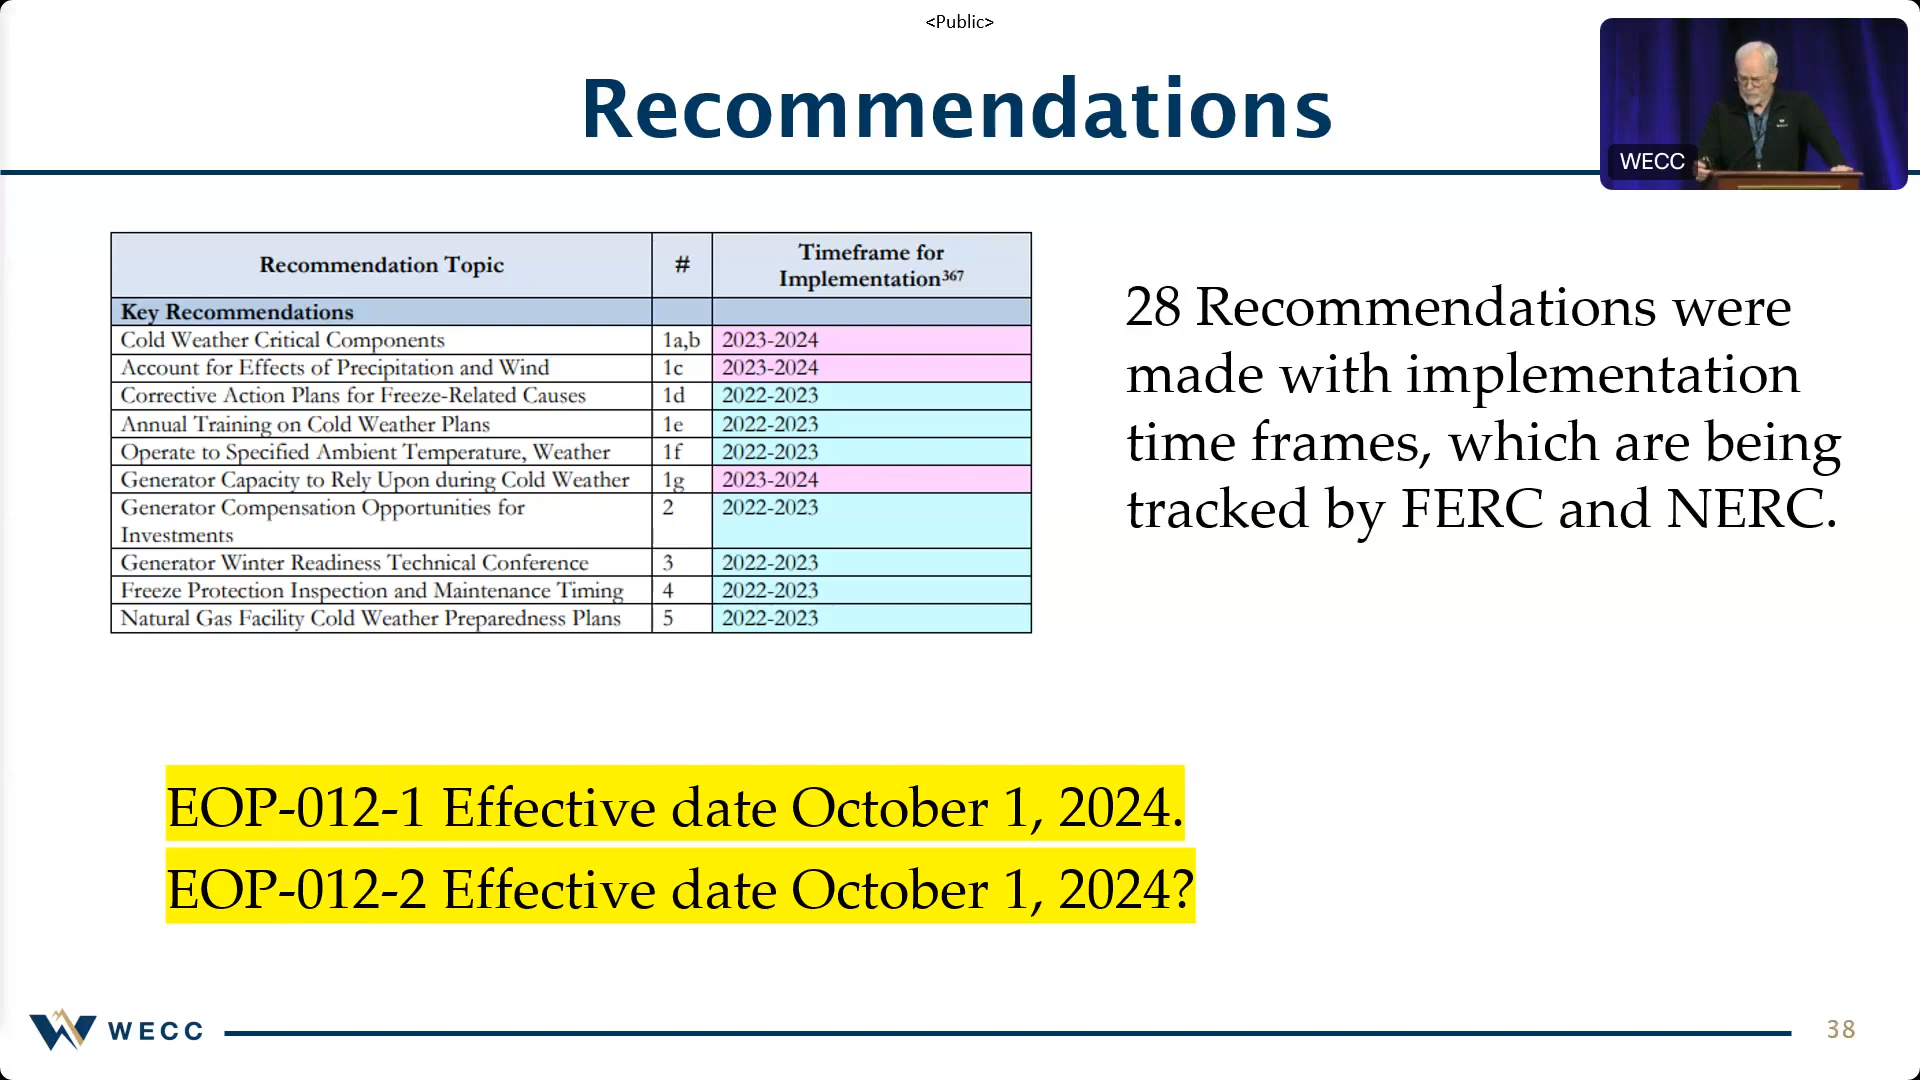 <Public>
Recommendations
WECC
Recommendation Topic # Timeframe for
Implementation³⁶⁷
Key Recommendations
Cold Weather Critical Components 1a,b 2023-2024
Account for Effects of Precipitation and Wind 1c 2023-2024
Corrective Action Plans for Freeze-Related Causes 1d 2022-2023
Annual Training on Cold Weather Plans 1e 2022-2023
Operate to Specified Ambient Temperature, Weather 1f 2022-2023
Generator Capacity to Rely Upon during Cold Weather 1g 2023-2024
Generator Compensation Opportunities for 2 2022-2023
Investments
Generator Winter Readiness Technical Conference 3 2022-2023
Freeze Protection Inspection and Maintenance Timing 4 2022-2023
Natural Gas Facility Cold Weather Preparedness Plans 5 2022-2023
28 Recommendations were
made with implementation
time frames, which are being
tracked by FERC and NERC.
EOP-012-1 Effective date October 1, 2024.
EOP-012-2 Effective date October 1, 2024?
WECC
38